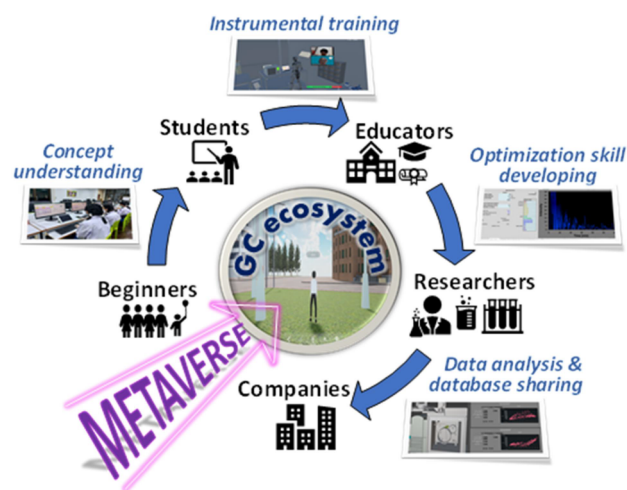 Instrumental training
Students
Educators
Concept
understanding
Optimization skill
developing
GC ecosystem
Beginners
Researchers
METAVERSE
Companies
Data analysis &
database sharing